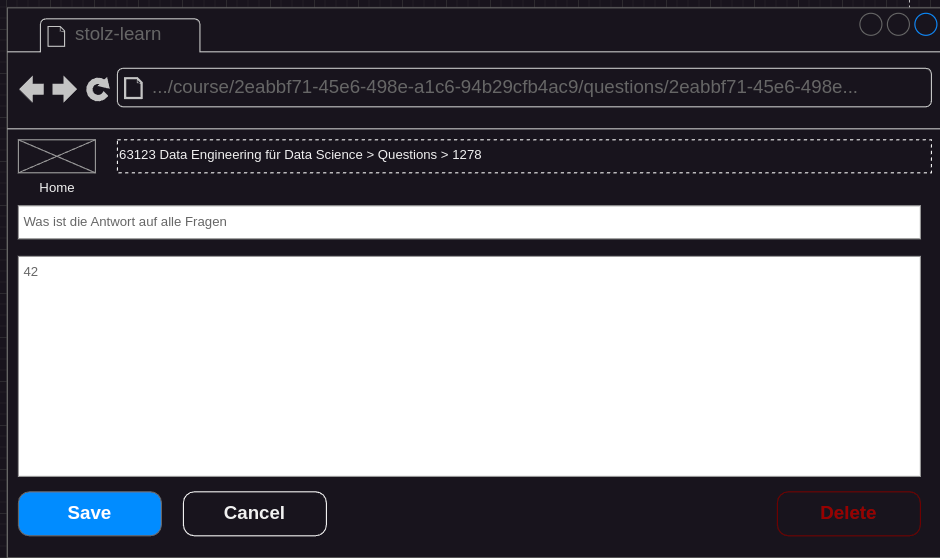 stolz-learn
.../course/2eabbf71-45e6-498e-a1c6-94b29cfb4ac9/questions/2eabbf71-45e6-498e...
63123 Data Engineering für Data Science > Questions > 1278
Home
Was ist die Antwort auf alle Fragen
42
Save Cancel Delete